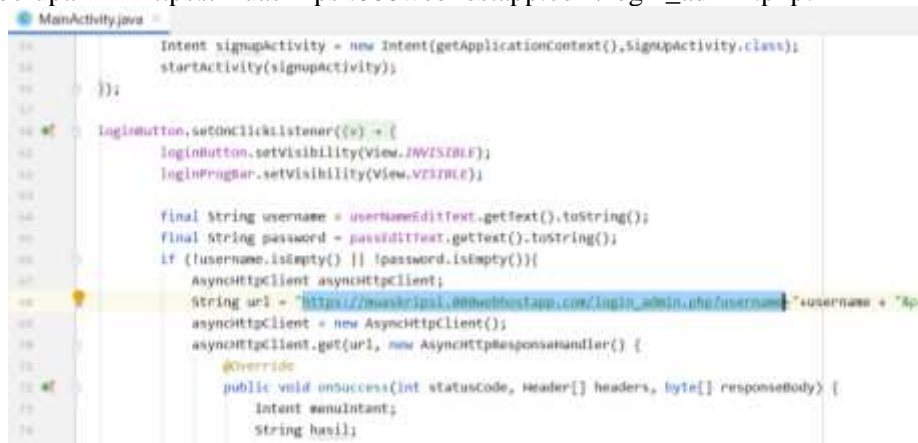 MainActivity.java
Intent signupActivity = new Intent(getApplicationContext(),SignUpActivity.class);
startActivity(signupActivity);
});
loginButton.setOnClickListener((v) → {
loginButton.setVisibility(View.INVISIBLE);
loginProgBar.setVisibility(View.VISIBLE);
final String username = userNameEditText.getText().toString();
final String password = passEditText.getText().toString();
if (!username.isEmpty() || !password.isEmpty()){
AsyncHttpClient asyncHttpClient;
String url = "https://muaskripsi.000webhostapp.com/login_admin.php?username="+username + "&p
asyncHttpClient = new AsyncHttpClient();
asyncHttpClient.get(url, new AsyncHttpResponseHandler() {
@Override
public void onSuccess(int statusCode, Header[] headers, byte[] responseBody) {
Intent menuIntant;
String hasil;